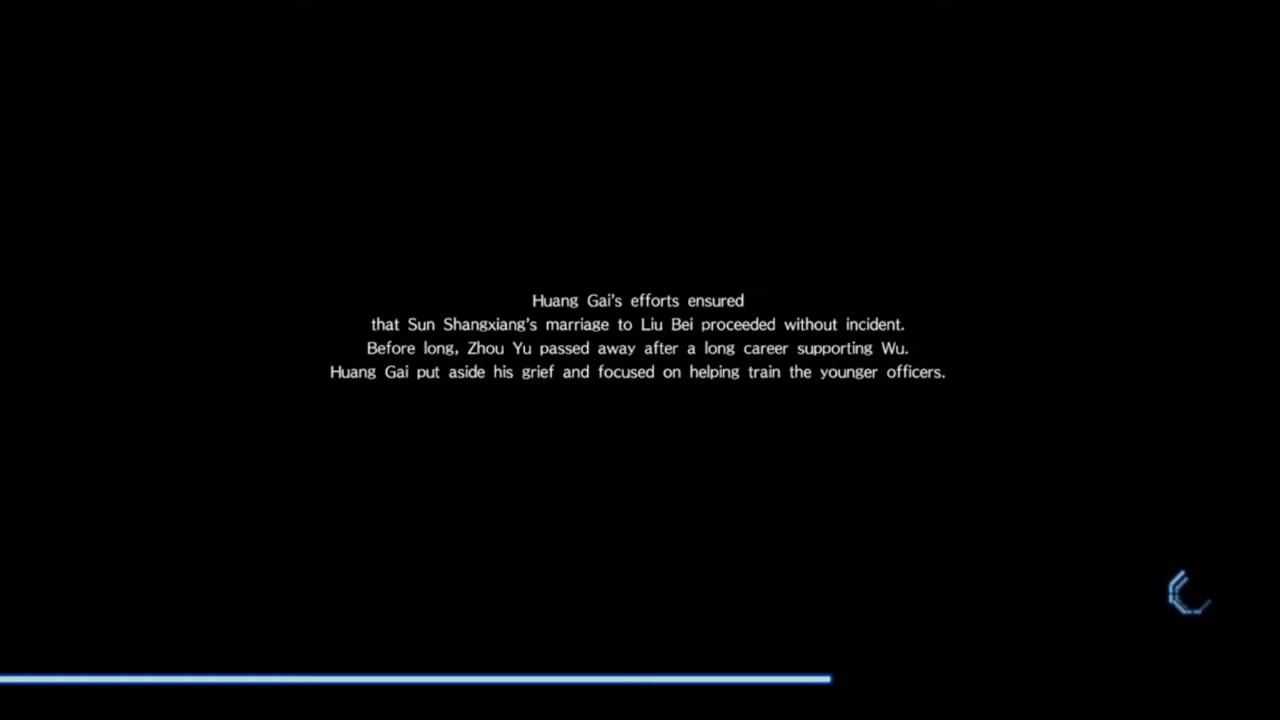 Huang Gai's efforts ensured
that Sun Shangxiang's marriage to Liu Bei proceeded without incident.
Before long, Zhou Yu passed away after a long career supporting Wu.
Huang Gai put aside his grief and focused on helping train the younger officers.